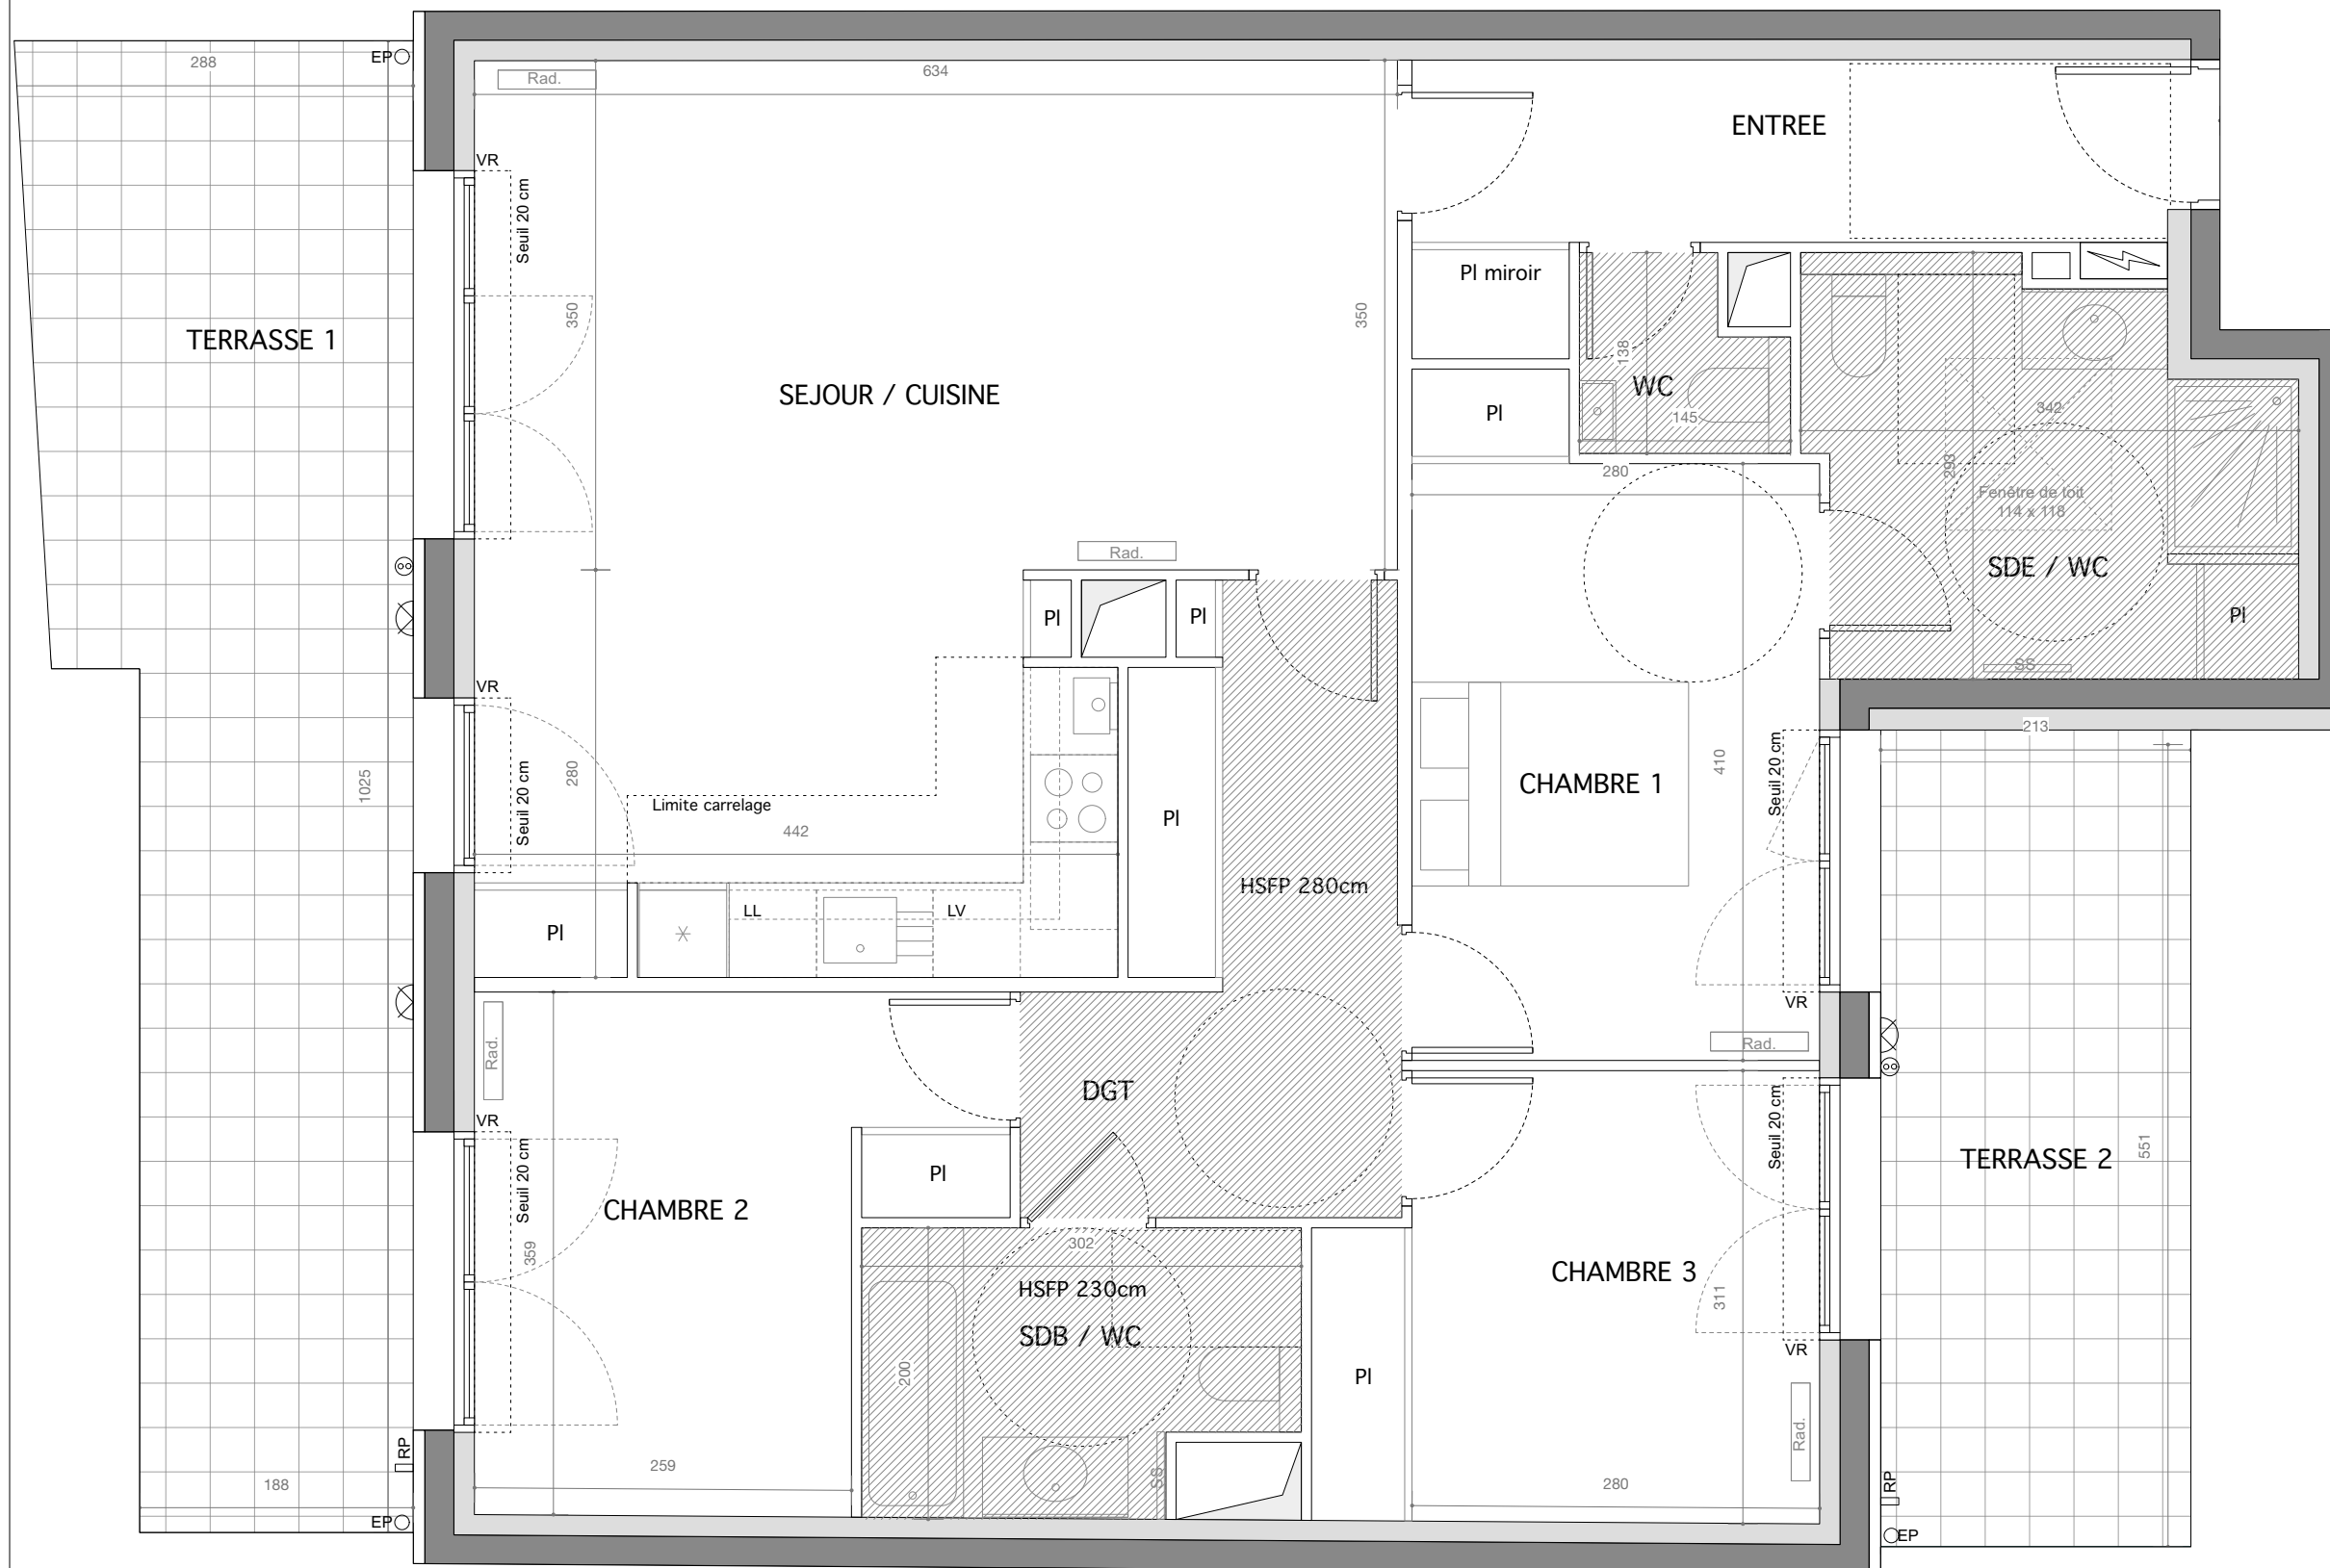 288
EP
Rad.
634
ENTREE
VR
Seuil 20 cm
350
350
TERRASSE 1
SEJOUR / CUISINE
Pl miroir
138
WC
145
Pl
342
293
280
Fenêtre de toit
114 x 118
SDE / WC
Rad.
Pl
Pl
Pl
SS
VR
Seuil 20 cm
280
1025
Limite carrelage
442
Pl
HSFP 280cm
CHAMBRE 1
410
Seuil 20 cm
213
Pl
LL
LV
VR
Rad.
Rad.
DGT
VR
Seuil 20 cm
359
CHAMBRE 2
Pl
302
HSFP 230cm
SDB / WC
200
SS
Pl
CHAMBRE 3
311
Seuil 20 cm
VR
TERRASSE 2
551
Rad.
259
280
188
RP
EP
RP
EP